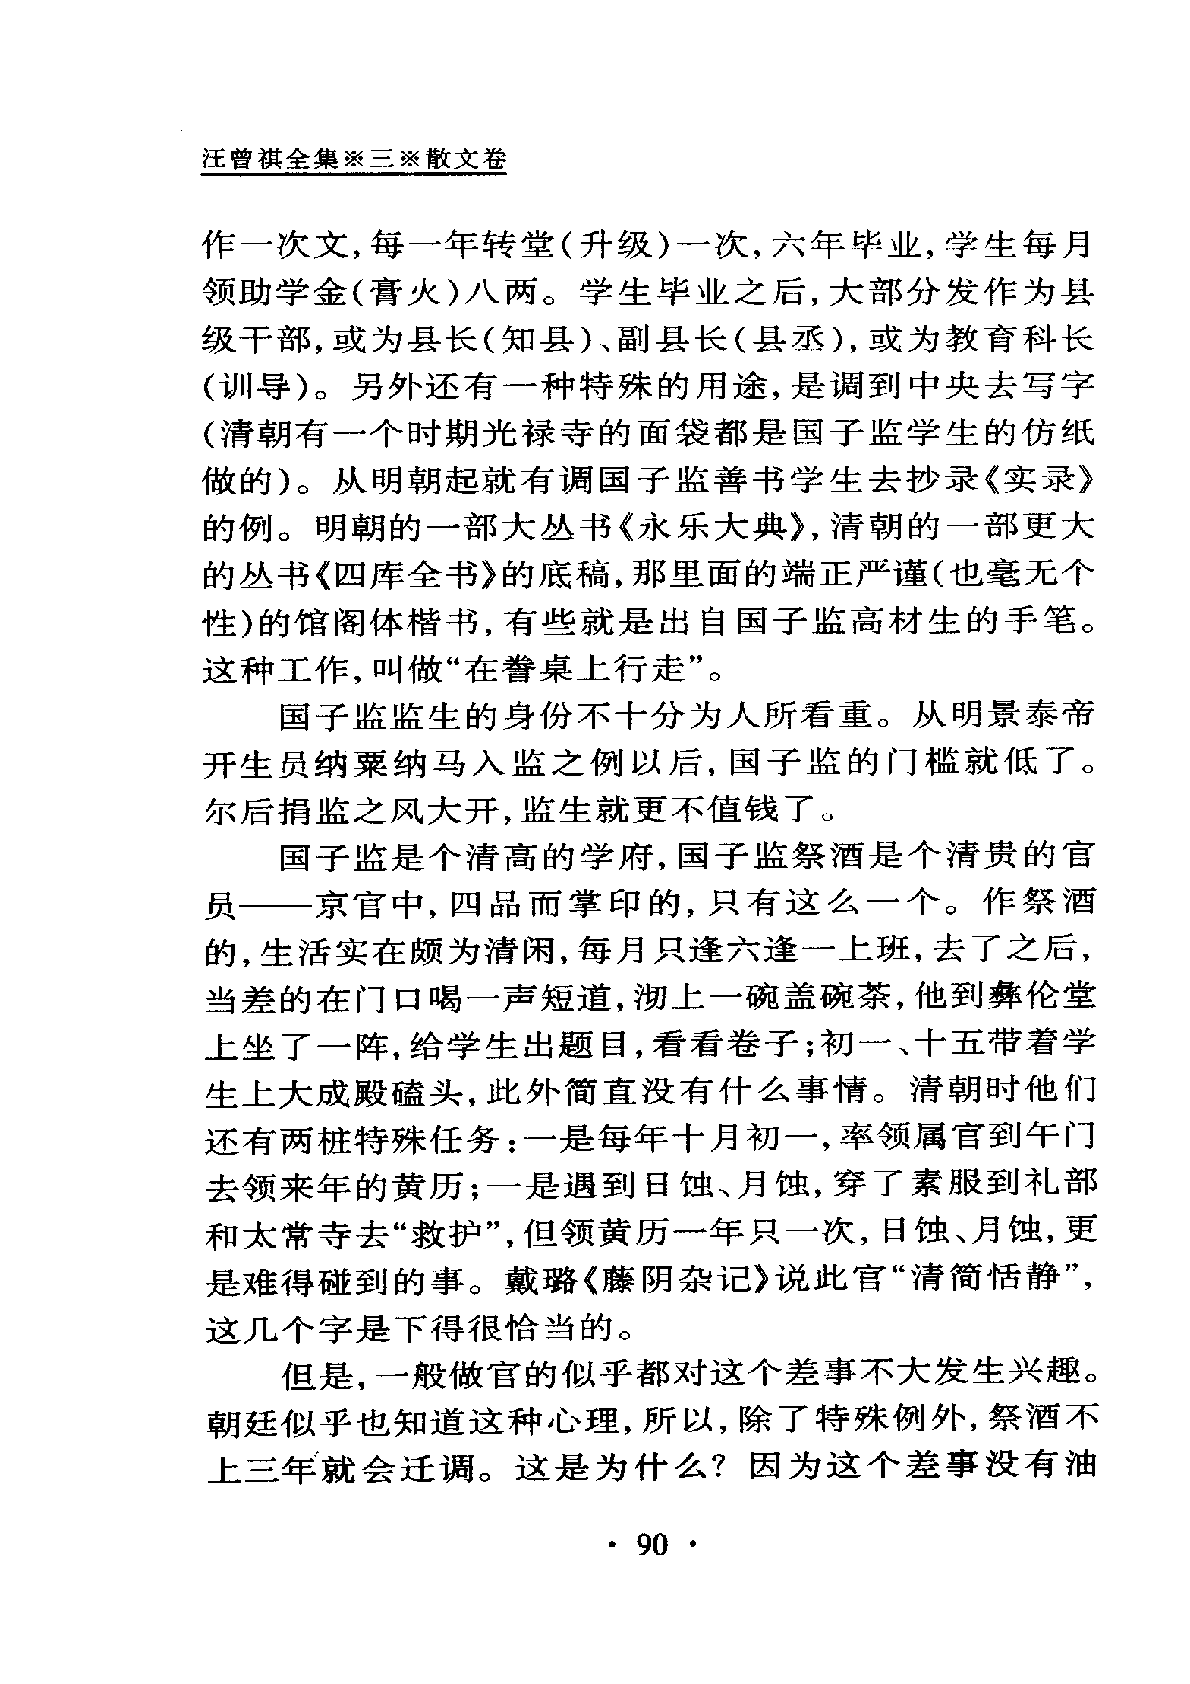 汪曾祺全集※三※散文卷
作一次文,每一年转堂(升级)一次,六年毕业,学生每月
领助学金(膏火)八两。学生毕业之后,大部分发作为县
级干部,或为县长(知县)、副县长(县丞),或为教育科长
(训导)。另外还有一种特殊的用途,是调到中央去写字
(清朝有一个时期光禄寺的面袋都是国子监学生的仿纸
做的)。从明朝起就有调国子监善书学生去抄录《实录》
的例。明朝的一部大丛书《永乐大典》,清朝的一部更大
的丛书《四库全书》的底稿,那里面的端正严谨(也毫无个
性)的馆阁体楷书,有些就是出自国子监高材生的手笔。
这种工作,叫做“在誊桌上行走”。
国子监监生的身份不十分为人所看重。从明景泰帝
开生员纳粟纳马入监之例以后,国子监的门槛就低了。
尔后捐监之风大开,监生就更不值钱了。
国子监是个清高的学府,国子监祭酒是个清贵的官
员——京官中,四品而掌印的,只有这么一个。作祭酒
的,生活实在颇为清闲,每月只逢六逢一上班,去了之后,
当差的在门口喝一声短道,沏上一碗盖碗茶,他到彝伦堂
上坐了一阵,给学生出题目,看看卷子;初一、十五带着学
生上大成殿磕头,此外简直没有什么事情。清朝时他们
还有两桩特殊任务:一是每年十月初一,率领属官到午门
去领来年的黄历;一是遇到日蚀、月蚀,穿了素服到礼部
和太常寺去“救护”,但领黄历一年只一次,日蚀、月蚀,更
是难得碰到的事。戴璐《藤阴杂记》说此官“清简恬静”,
这几个字是下得很恰当的。
但是,一般做官的似乎都对这个差事不大发生兴趣。
朝廷似乎也知道这种心理,所以,除了特殊例外,祭酒不
上三年就会迁调。这是为什么?因为这个差事没有油
· 90 ·